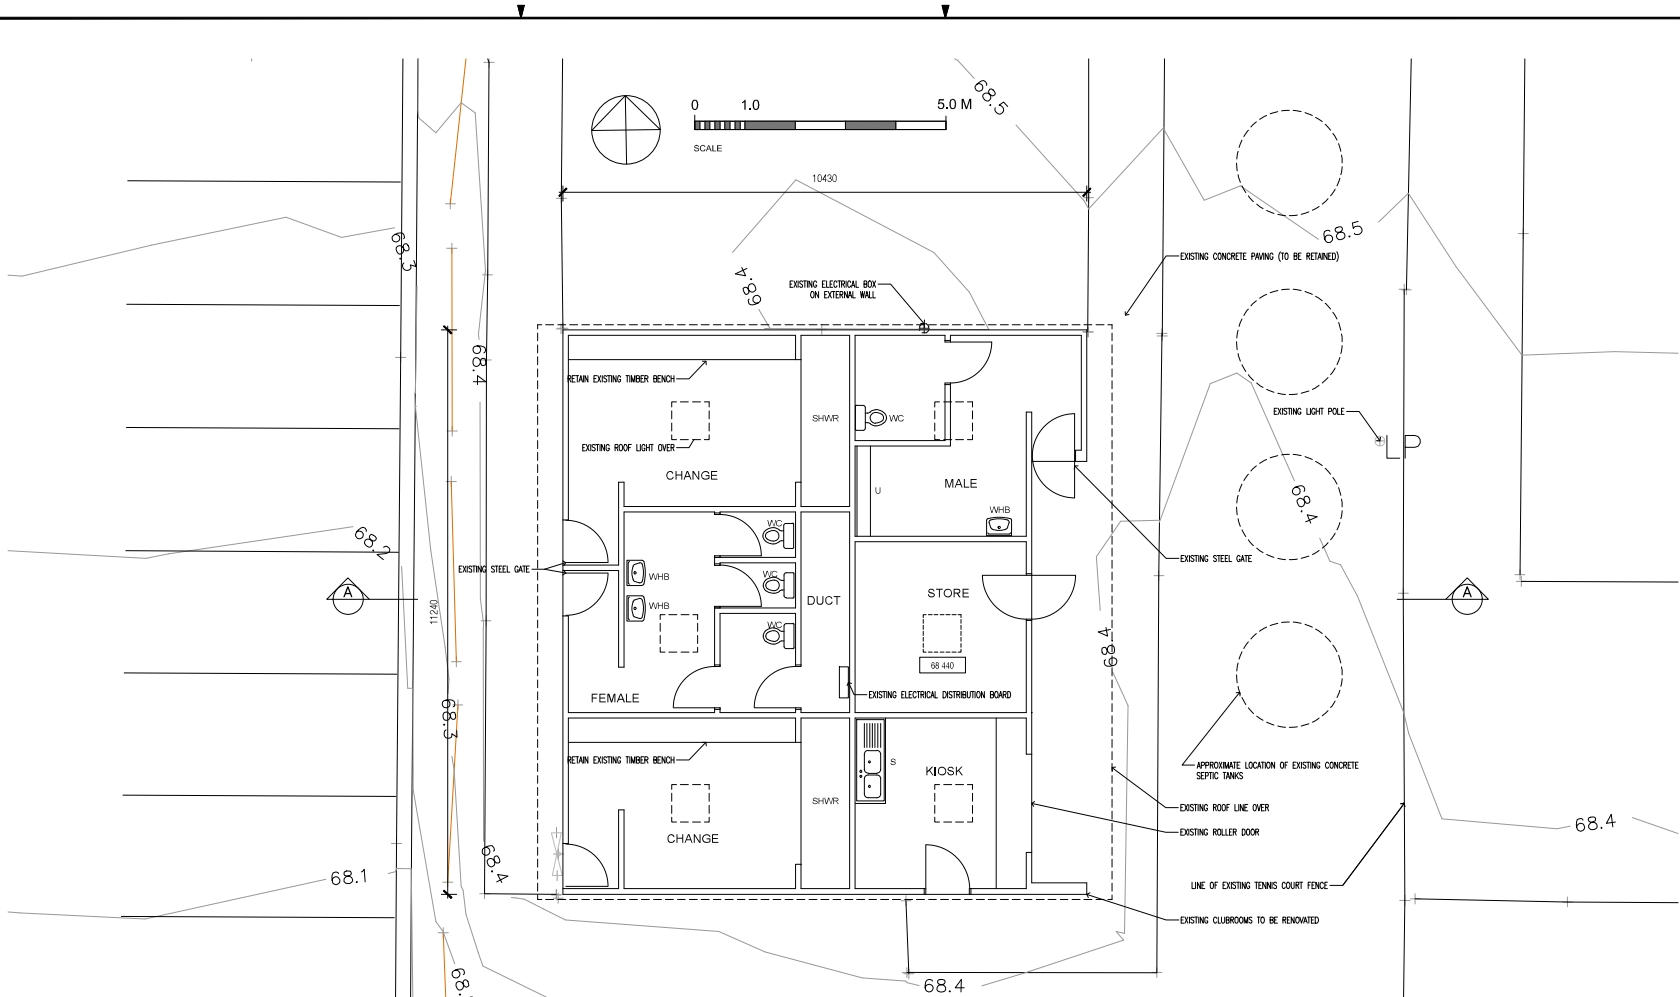 0 1.0 5.0 M
SCALE
68.5
10430
68.5
68.3
EXISTING CONCRETE PAVING (TO BE RETAINED)
68.4
EXISTING ELECTRICAL BOX
ON EXTERNAL WALL
68.4
RETAIN EXISTING TIMBER BENCH
SHWR
WC
EXISTING LIGHT POLE
EXISTING ROOF LIGHT OVER
CHANGE
U
MALE
68.4
WHB
68.2
WC
EXISTING STEEL GATE
EXISTING STEEL GATE
WHB
WC
A
11240
WHB
DUCT
STORE
A
WC
68.4
68 440
FEMALE
EXISTING ELECTRICAL DISTRIBUTION BOARD
68.3
RETAIN EXISTING TIMBER BENCH
S
KIOSK
APPROXIMATE LOCATION OF EXISTING CONCRETE
SEPTIC TANKS
SHWR
EXISTING ROOF LINE OVER
CHANGE
EXISTING ROLLER DOOR
68.4
68.4
68.1
LINE OF EXISTING TENNIS COURT FENCE
EXISTING CLUBROOMS TO BE RENOVATED
68.4